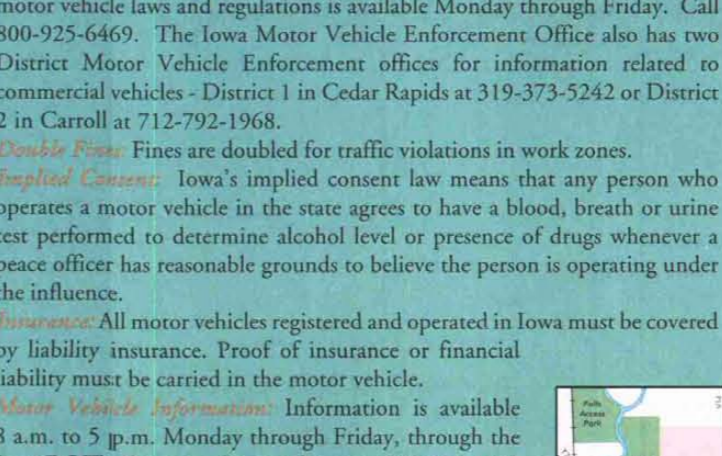 motor vehicle laws and regulations is available Monday through Friday. Call
800-925-6469. The Iowa Motor Vehicle Enforcement Office also has two
District Motor Vehicle Enforcement offices for information related to
commercial vehicles - District 1 in Cedar Rapids at 319-373-5242 or District
2 in Carroll at 712-792-1968.
Double Fines: Fines are doubled for traffic violations in work zones.
Implied Consent: Iowa's implied consent law means that any person who
operates a motor vehicle in the state agrees to have a blood, breath or urine
test performed to determine alcohol level or presence of drugs whenever a
peace officer has reasonable grounds to believe the person is operating under
the influence.
Insurance: All motor vehicles registered and operated in Iowa must be covered
by liability insurance. Proof of insurance or financial
liability must be carried in the motor vehicle.
Motor Vehicle Information: Information is available
8 a.m. to 5 p.m. Monday through Friday, through the
Falls
Access
Park